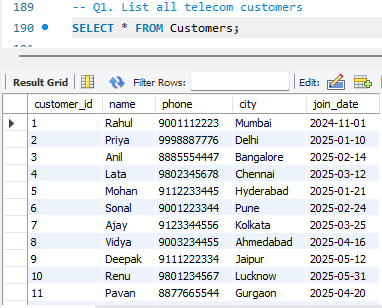 189 -- Q1. List all telecom customers
190 SELECT * FROM Customers;
Result Grid Filter Rows: Edit:
customer_id name phone city join_date
1 Rahul 9001112223 Mumbai 2024-11-01
2 Priya 9998887776 Delhi 2025-01-10
3 Anil 8885554447 Bangalore 2025-02-14
4 Lata 9802345678 Chennai 2025-03-12
5 Mohan 9112233445 Hyderabad 2025-01-21
6 Sonal 9001223344 Pune 2025-02-24
7 Ajay 9123344556 Kolkata 2025-03-25
8 Vidya 9003234455 Ahmedabad 2025-04-16
9 Deepak 9111222334 Jaipur 2025-05-12
10 Renu 9801234567 Lucknow 2025-05-31
11 Pavan 8877665544 Gurgaon 2025-04-20